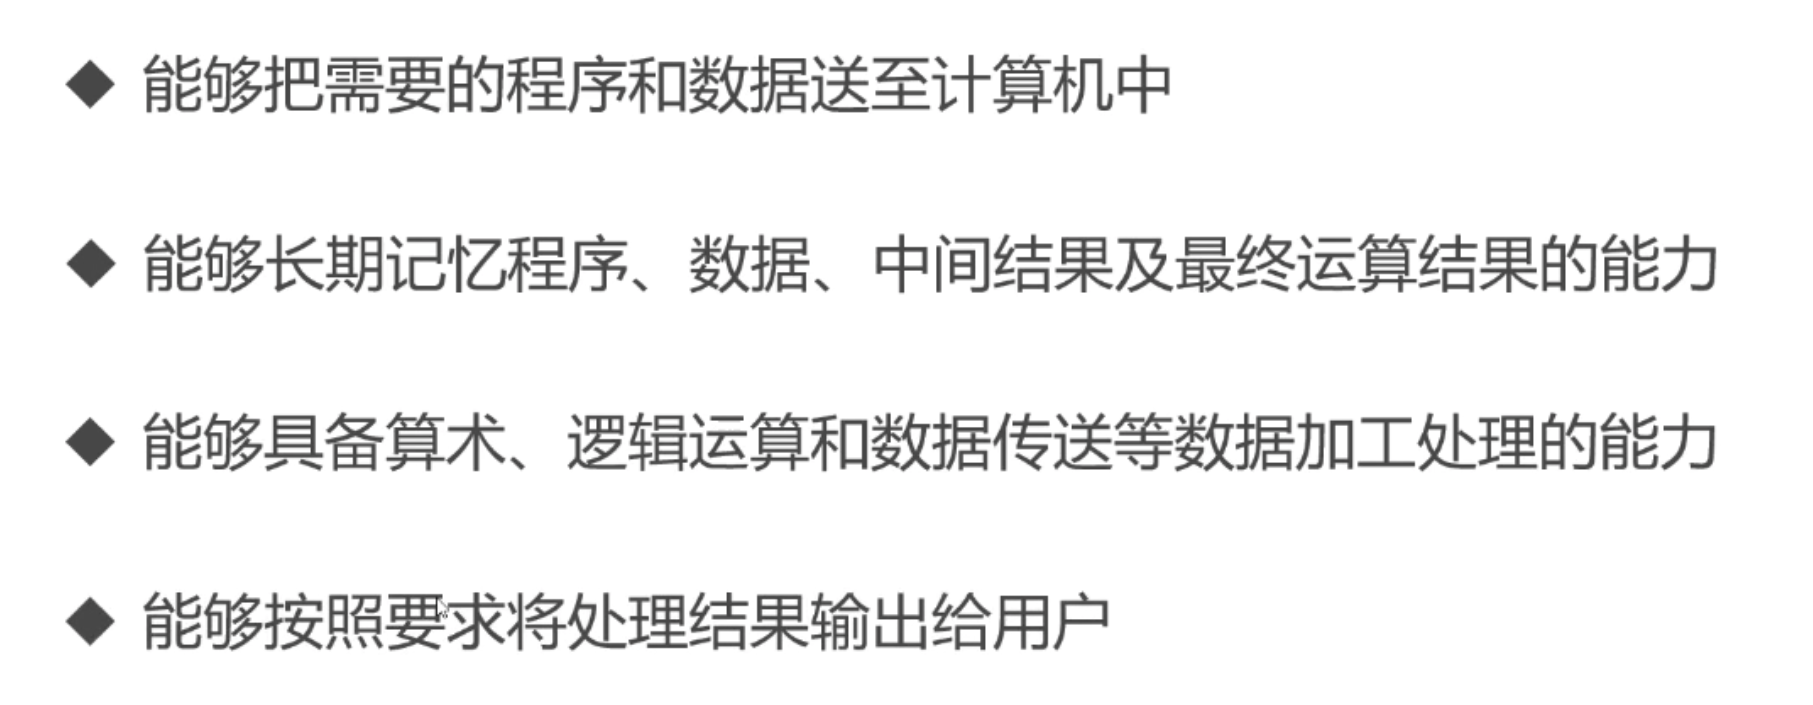 ◆ 能够把需要的程序和数据送至计算机中
◆ 能够长期记忆程序、数据、中间结果及最终运算结果的能力
◆ 能够具备算术、逻辑运算和数据传送等数据加工处理的能力
◆ 能够按照要求将处理结果输出给用户